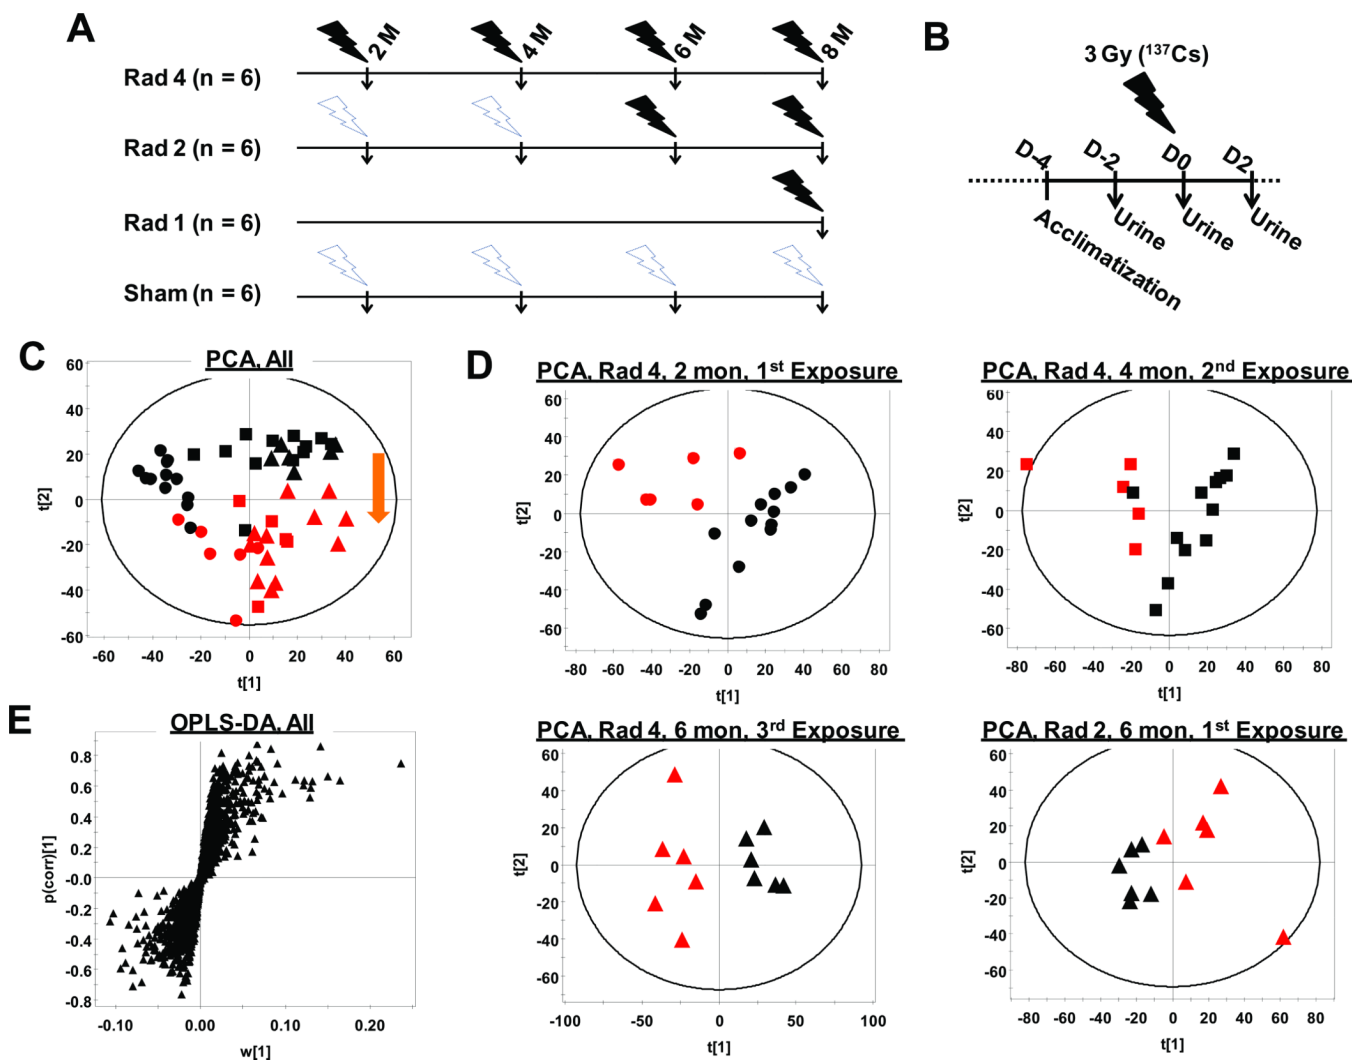 A
2 M
4 M
6 M
8 M
Rad 4 (n = 6)
Rad 2 (n = 6)
Rad 1 (n = 6)
Sham (n = 6)
B
3 Gy (¹³⁷Cs)
D-4
D-2
D0
D2
Acclimatization
Urine
Urine
Urine
C
PCA, All
60
40
20
0
-20
-40
-60
t[2]
-60 -40 -20 0 20 40 60
t[1]
D
PCA, Rad 4, 2 mon, 1st Exposure
60
40
20
0
-20
-40
-60
t[2]
-80 -60 -40 -20 0 20 40 60 80
t[1]
PCA, Rad 4, 4 mon, 2nd Exposure
60
40
20
0
-20
-40
-60
t[2]
-80 -60 -40 -20 0 20 40 60 80
t[1]
E
OPLS-DA, All
0.8
0.6
0.4
0.2
-0.0
-0.2
-0.4
-0.6
-0.8
p(corr)[1]
-0.10 0.00 0.10 0.20
w[1]
PCA, Rad 4, 6 mon, 3rd Exposure
60
40
20
0
-20
-40
-60
t[2]
-100 -50 0 50 100
t[1]
PCA, Rad 2, 6 mon, 1st Exposure
60
40
20
0
-20
-40
-60
t[2]
-80 -60 -40 -20 0 20 40 60 80
t[1]